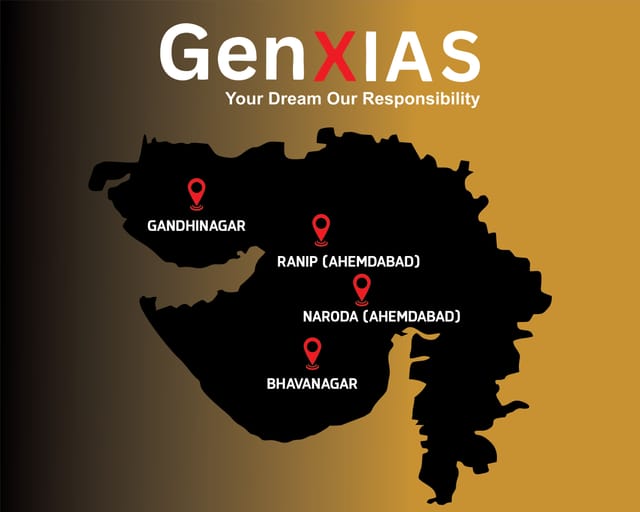 GenXIAS
Your Dream Our Responsibility
GANDHINAGAR
RANIP (AHEMDABAD)
NARODA (AHEMDABAD)
BHAVANAGAR